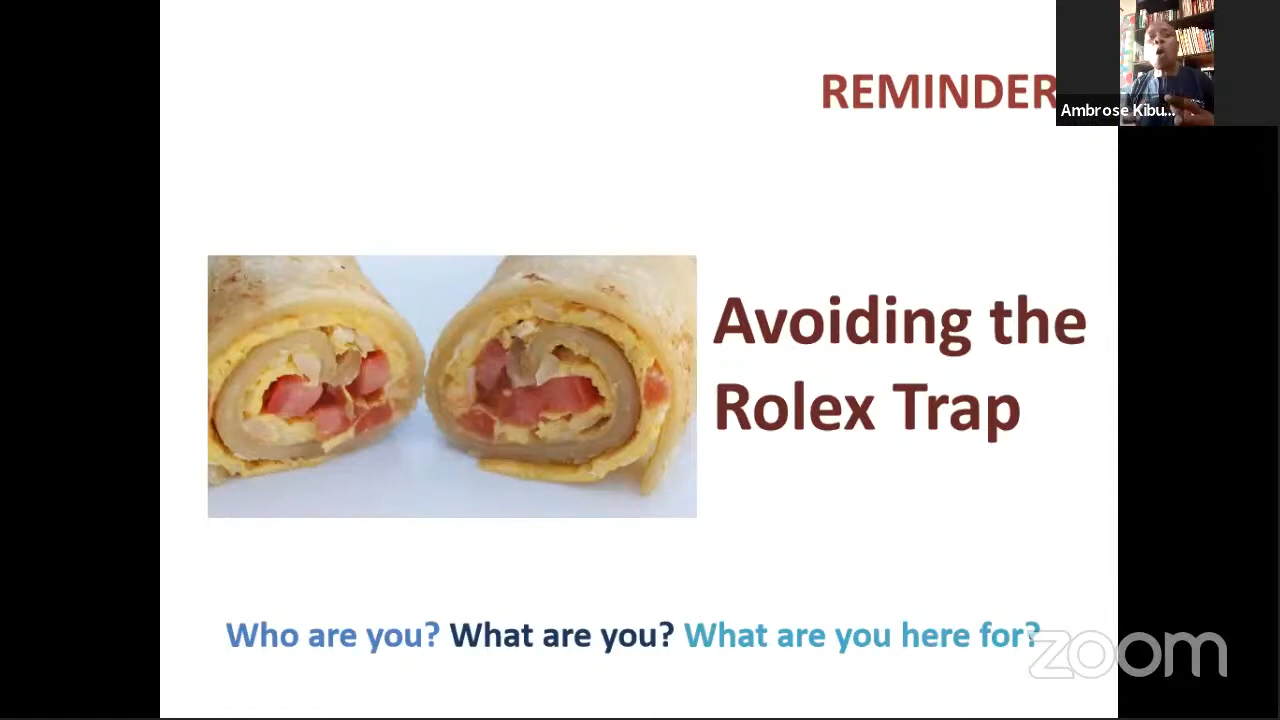 REMINDER
Ambrose Kibu...
Avoiding the
Rolex Trap
Who are you? What are you? What are you here for?
zoom